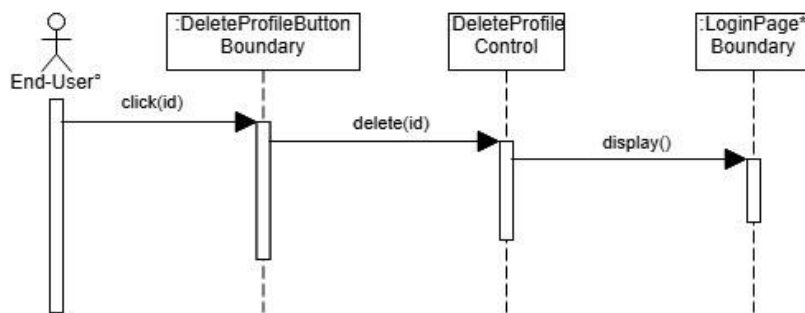 :DeleteProfileButton
Boundary
:DeleteProfile
Control
:LoginPage*
Boundary
End-User°
click(id)
delete(id)
display()